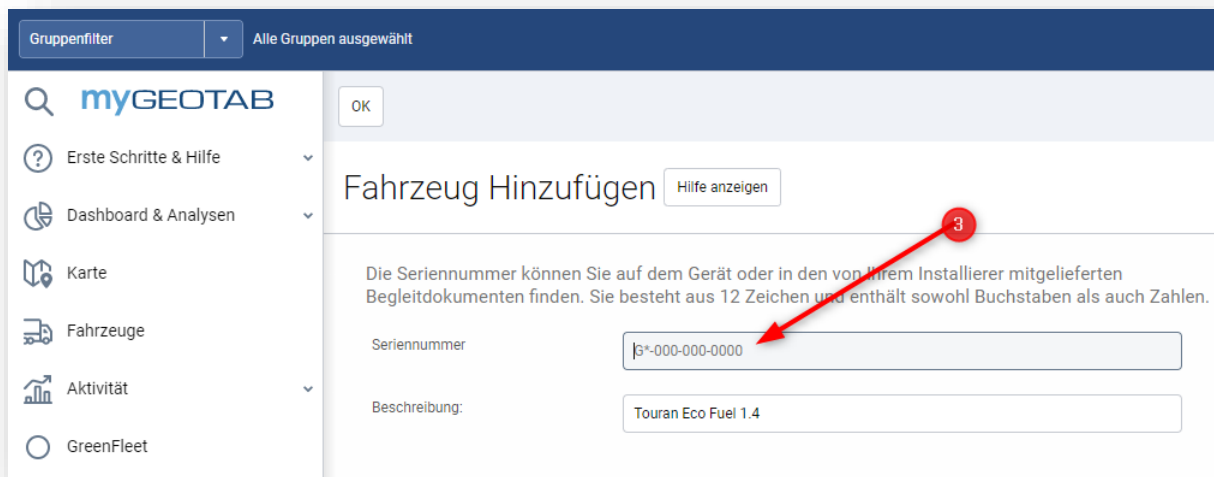 Gruppenfilter
Alle Gruppen ausgewählt
myGEOTAB
OK
Erste Schritte & Hilfe
Fahrzeug Hinzufügen
Hilfe anzeigen
Dashboard & Analysen
3
Karte
Die Seriennummer können Sie auf dem Gerät oder in den von Ihrem Installierer mitgelieferten
Begleitdokumenten finden. Sie besteht aus 12 Zeichen und enthält sowohl Buchstaben als auch Zahlen.
Fahrzeuge
Seriennummer
G*-000-000-0000
Aktivität
Beschreibung:
Touran Eco Fuel 1.4
GreenFleet